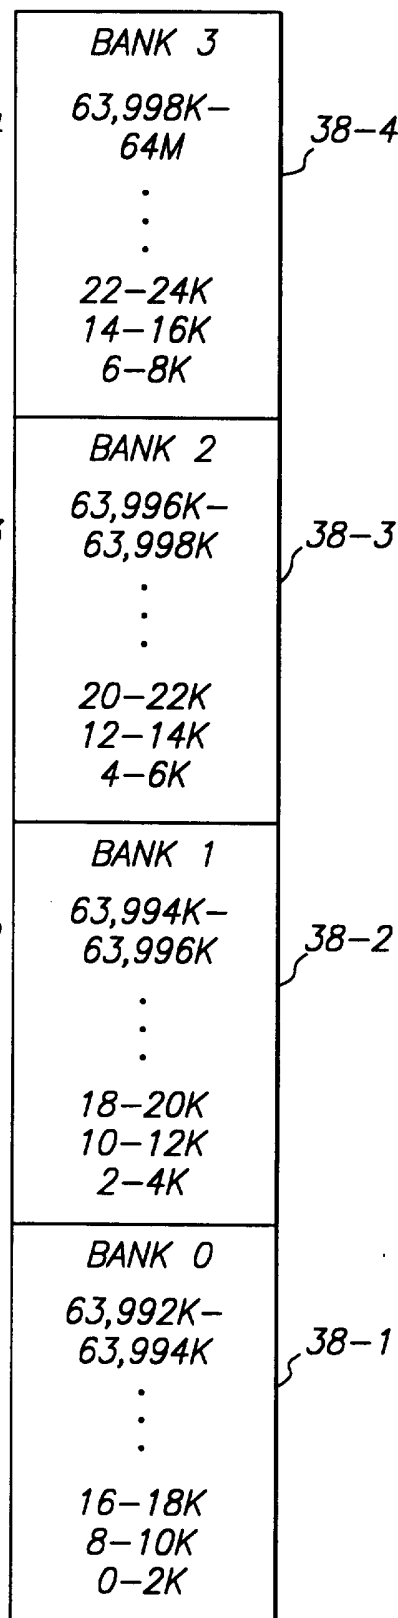 BANK 3
63,998K–
64M
38–4
.
.
.
22–24K
14–16K
6–8K
BANK 2
63,996K–
63,998K
38–3
.
.
.
20–22K
12–14K
4–6K
BANK 1
63,994K–
63,996K
38–2
.
.
.
18–20K
10–12K
2–4K
BANK 0
63,992K–
63,994K
38–1
.
.
.
16–18K
8–10K
0–2K